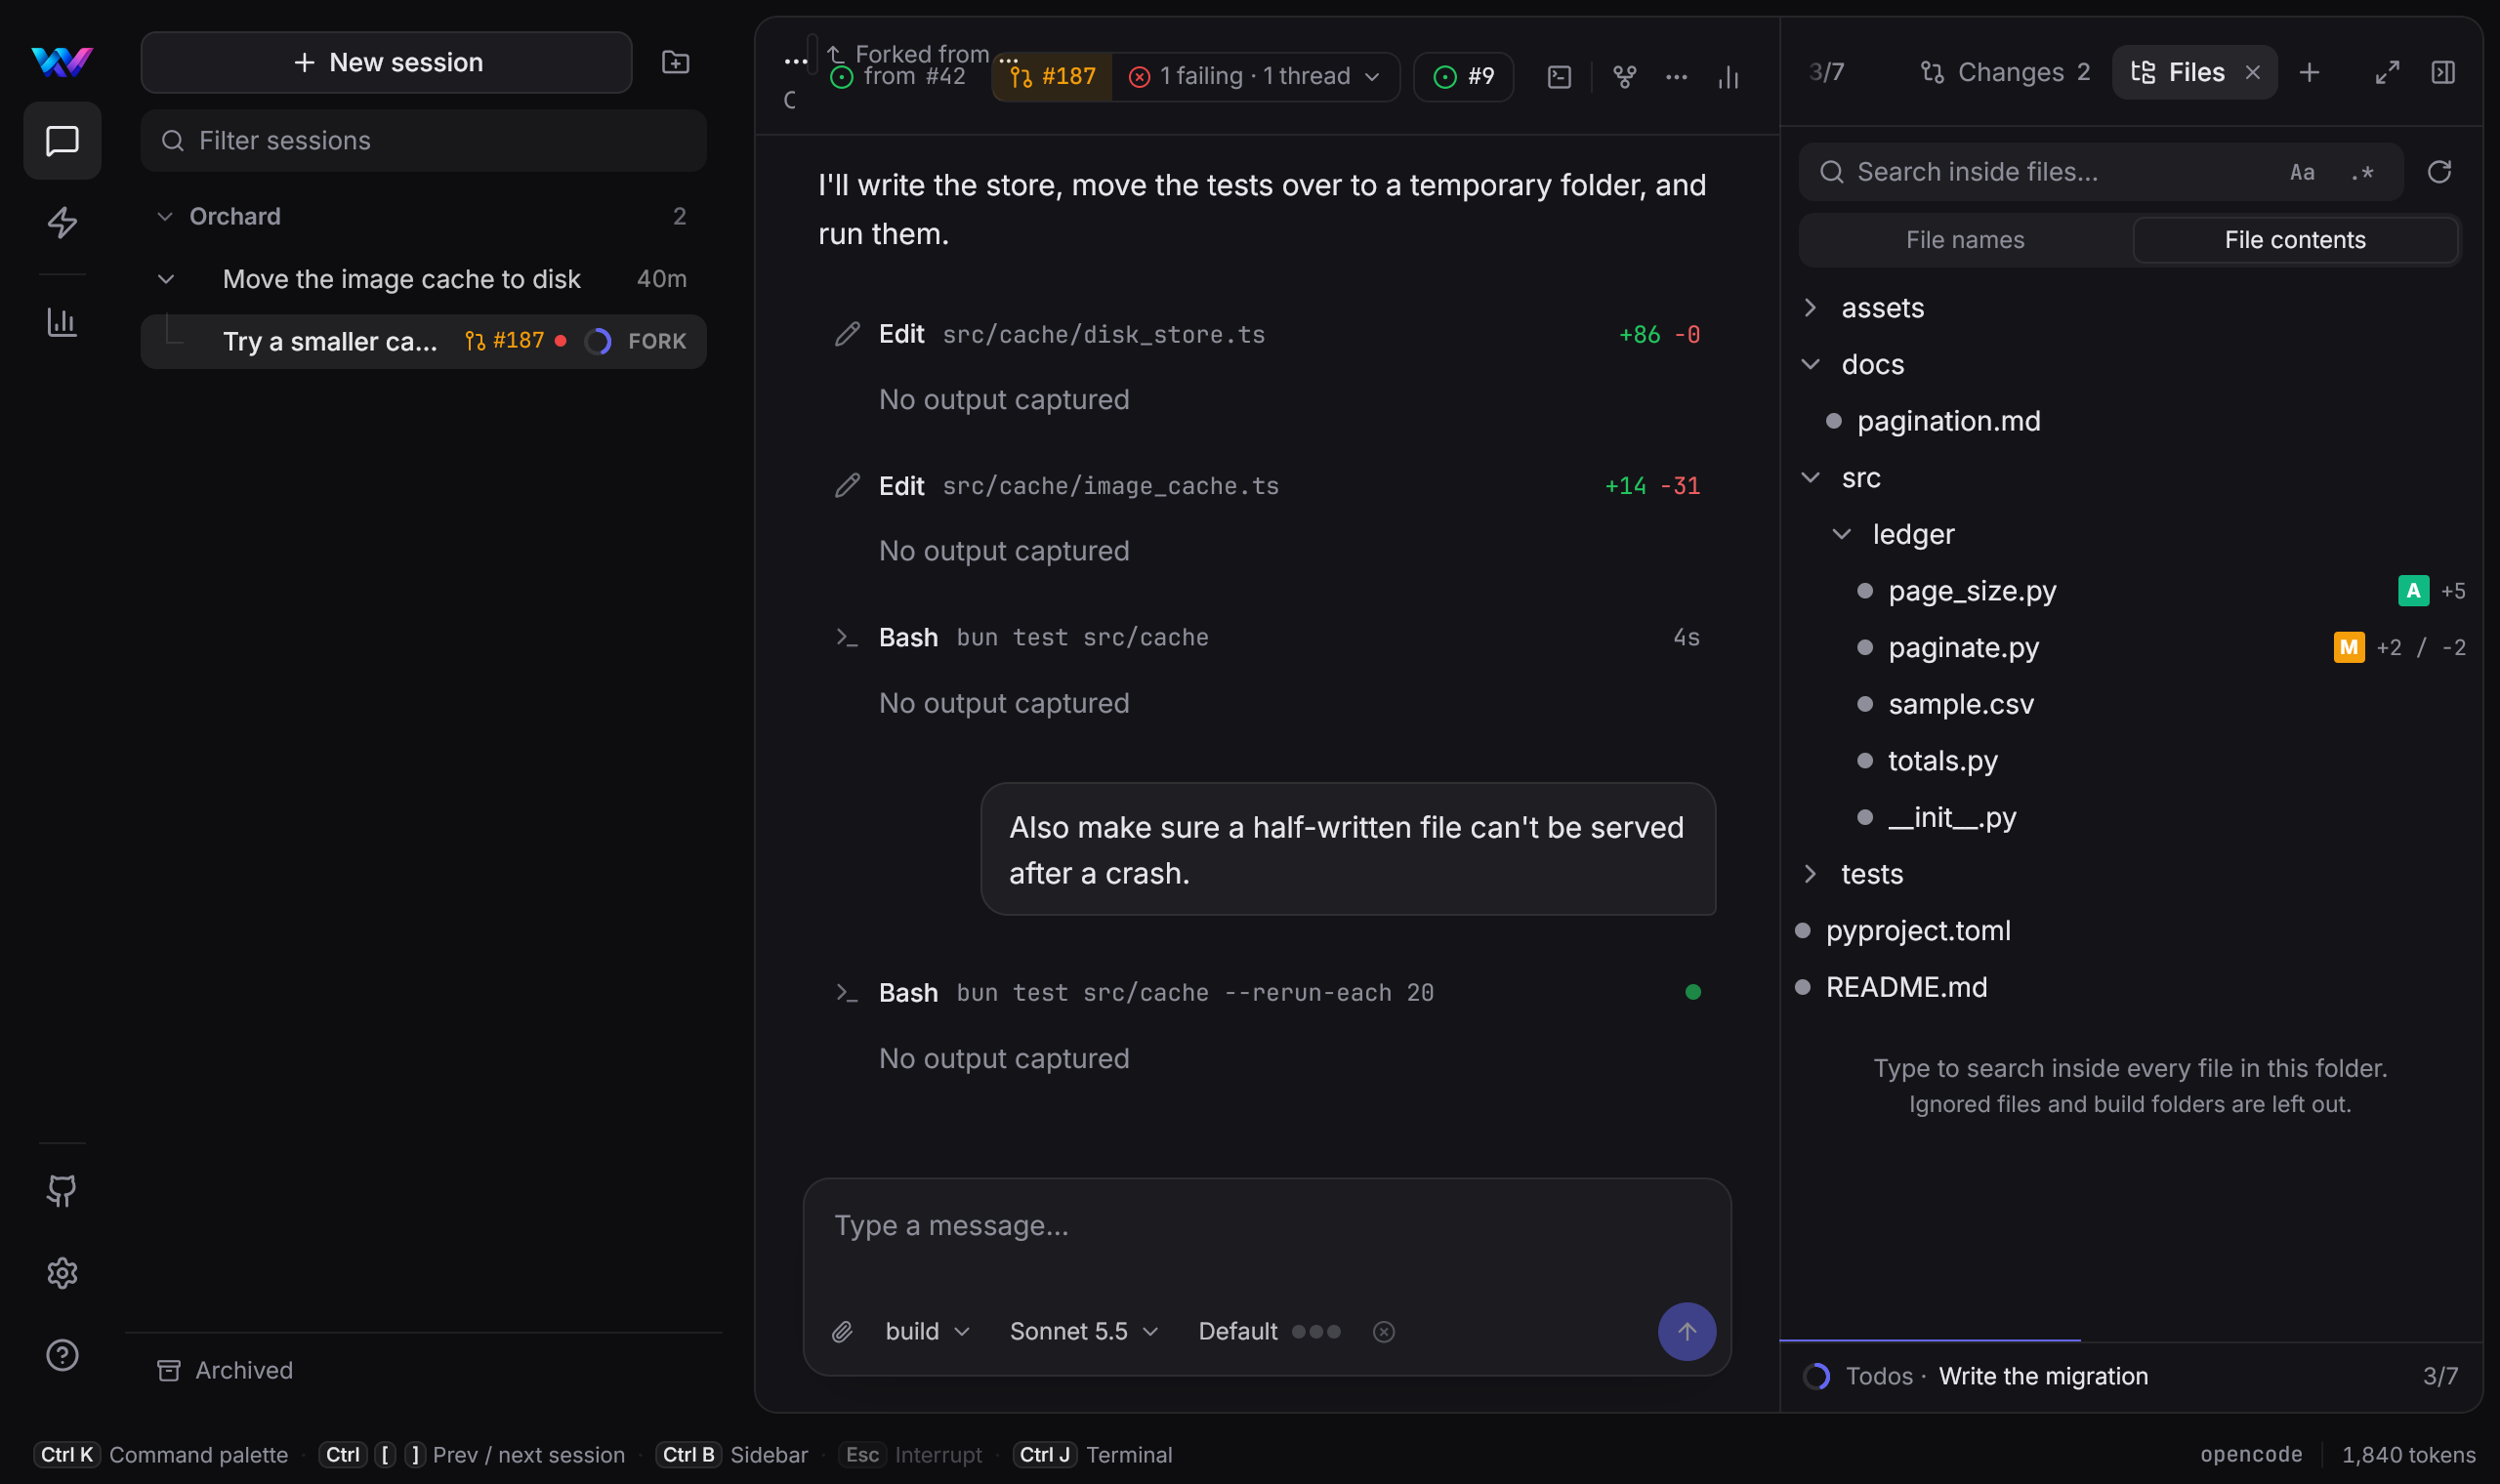 New session
Filter sessions
Orchard 2
Move the image cache to disk 40m
Try a smaller ca... #187 FORK
Archived
... Forked from ...
from #42 #187 1 failing · 1 thread #9
I'll write the store, move the tests over to a temporary folder, and
run them.
Edit src/cache/disk_store.ts +86 -0
No output captured
Edit src/cache/image_cache.ts +14 -31
No output captured
Bash bun test src/cache 4s
No output captured
Also make sure a half-written file can't be served
after a crash.
Bash bun test src/cache --rerun-each 20
No output captured
Type a message...
build Sonnet 5.5 Default
3/7 Changes 2 Files
Search inside files... Aa .*
File names File contents
assets
docs
pagination.md
src
ledger
page_size.py A +5
paginate.py M +2 / -2
sample.csv
totals.py
__init__.py
tests
pyproject.toml
README.md
Type to search inside every file in this folder.
Ignored files and build folders are left out.
Todos · Write the migration 3/7
Ctrl K Command palette · Ctrl [ ] Prev / next session · Ctrl B Sidebar · Esc Interrupt · Ctrl J Terminal
opencode 1,840 tokens